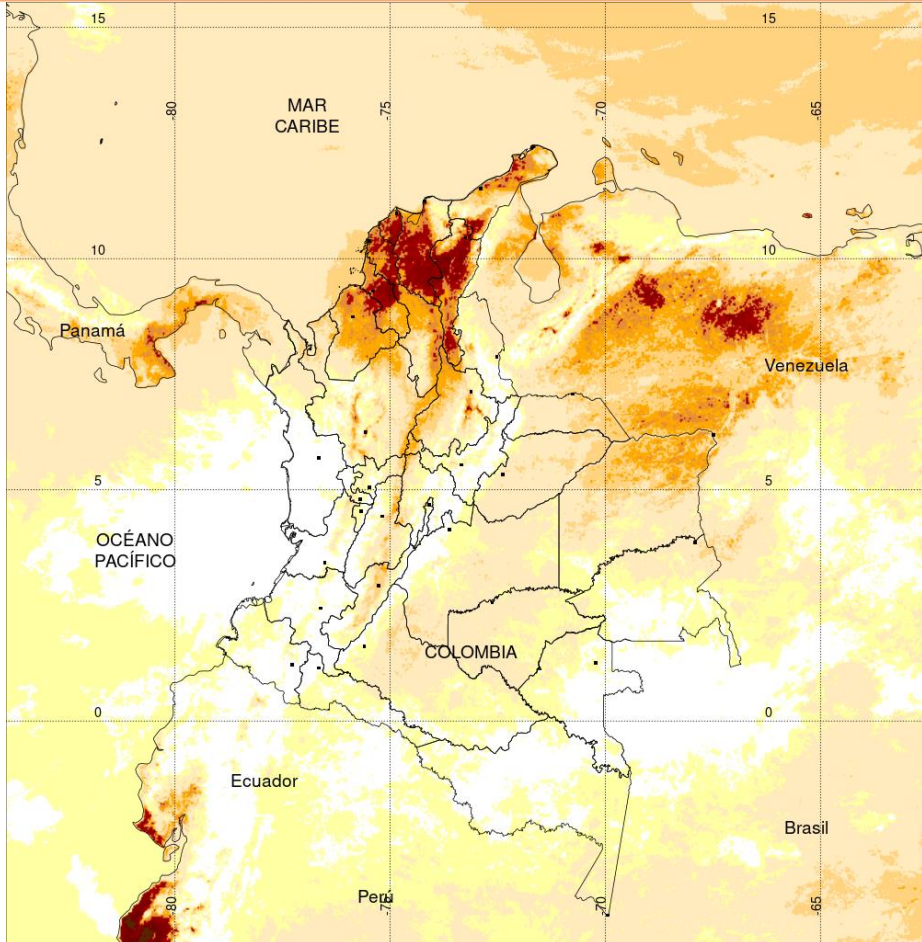 15
15
-80
-75
-70
-65
MAR
CARIBE
10
10
Panamá
Venezuela
5
5
OCÉANO
PACÍFICO
COLOMBIA
0
0
Ecuador
Brasil
Perú
-80
-75
-70
-65